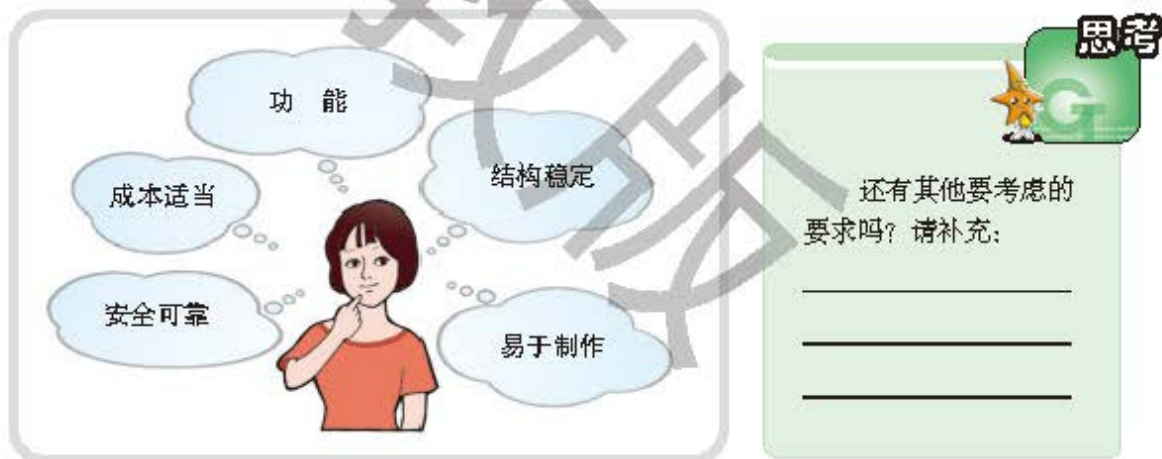 功 能
成本适当
结构稳定
安全可靠
易于制作
思考
GT
还有其他要考虑的
要求吗？请补充：